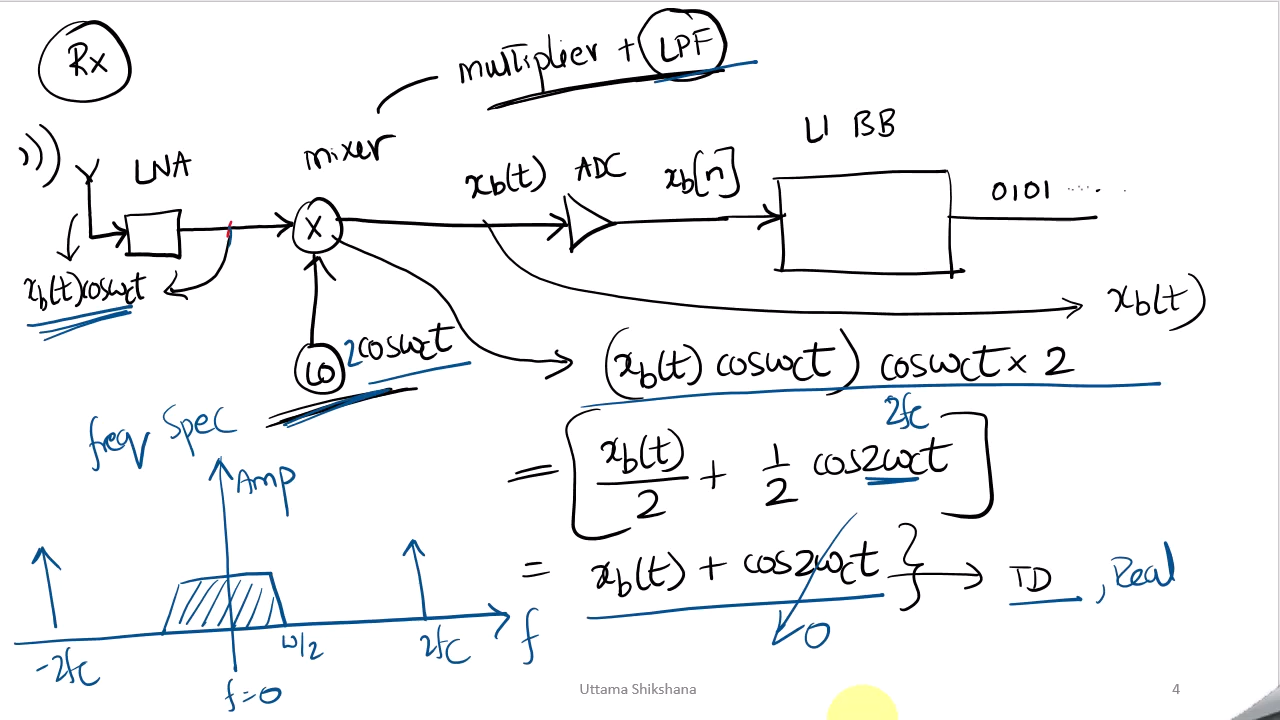 Rx
multiplier + LPF
mixer
LNA
xb(t)
ADC
xb[n]
L1 BB
X
0101 ......
xb(t)cosωct
LO
2cosωct
xb(t)
(xb(t) cosωct) cosωct x 2
2fc
= [xb(t)/2 + 1/2 cos2ωct]
= xb(t) + cos2ωct } → TD, Real
0
freq Spec
Amp
-2fc
ω/2
2fc
f
f=0
Uttama Shikshana
4